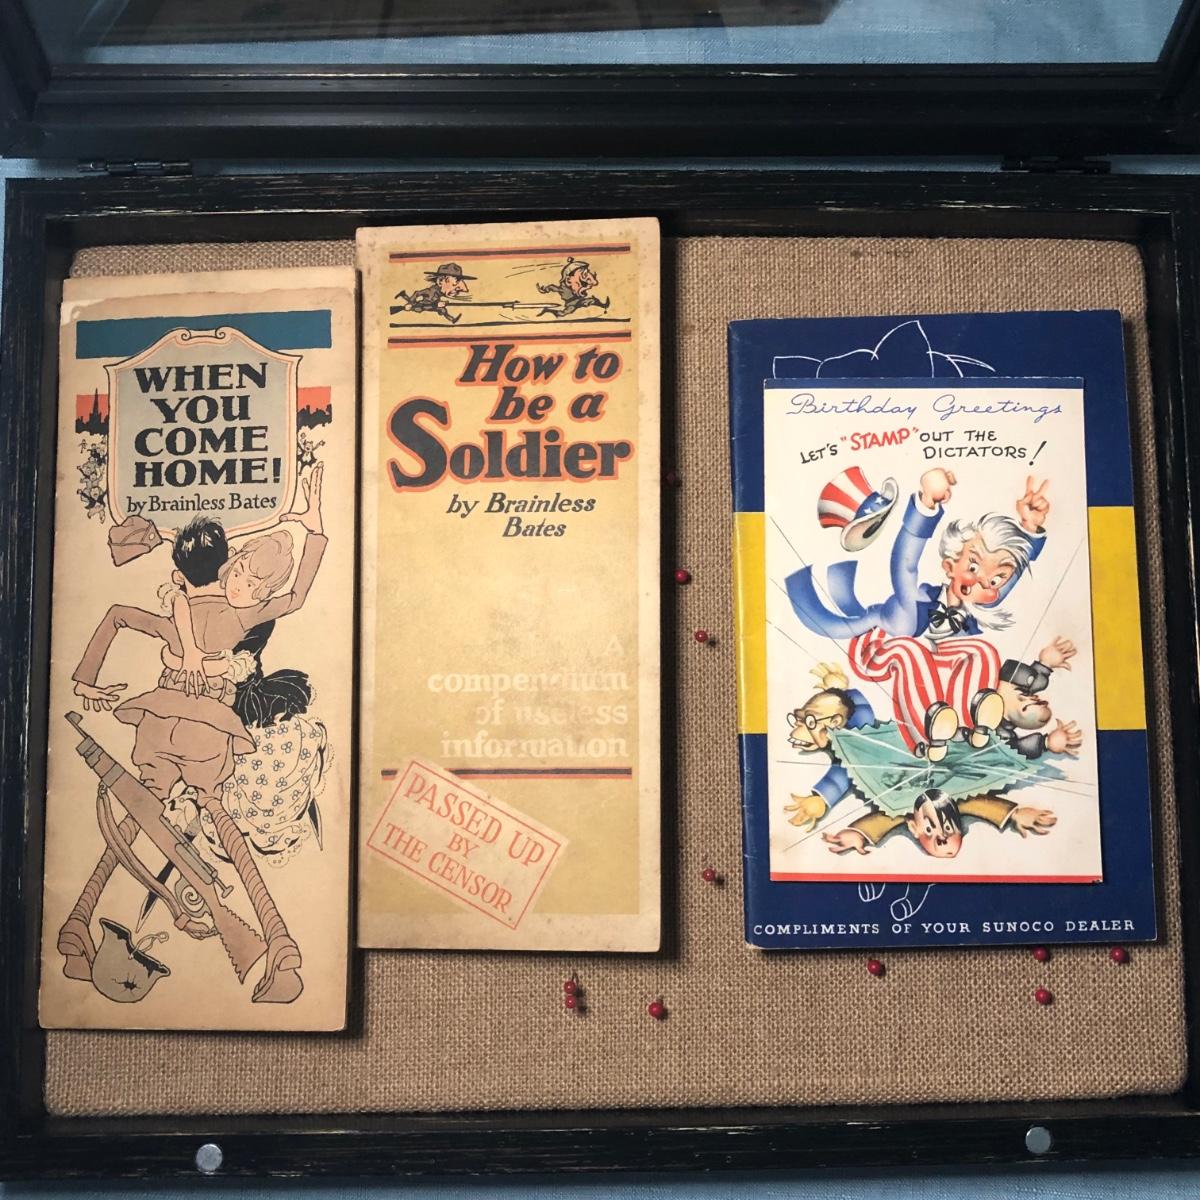 WHEN
YOU
COME
HOME!
by Brainless Bates
How to
be a
Soldier
by Brainless
Bates
A
compendium
of useless
information
PASSED UP
BY
THE CENSOR
Birthday Greetings
LET'S "STAMP" OUT THE
DICTATORS!
COMPLIMENTS OF YOUR SUNOCO DEALER